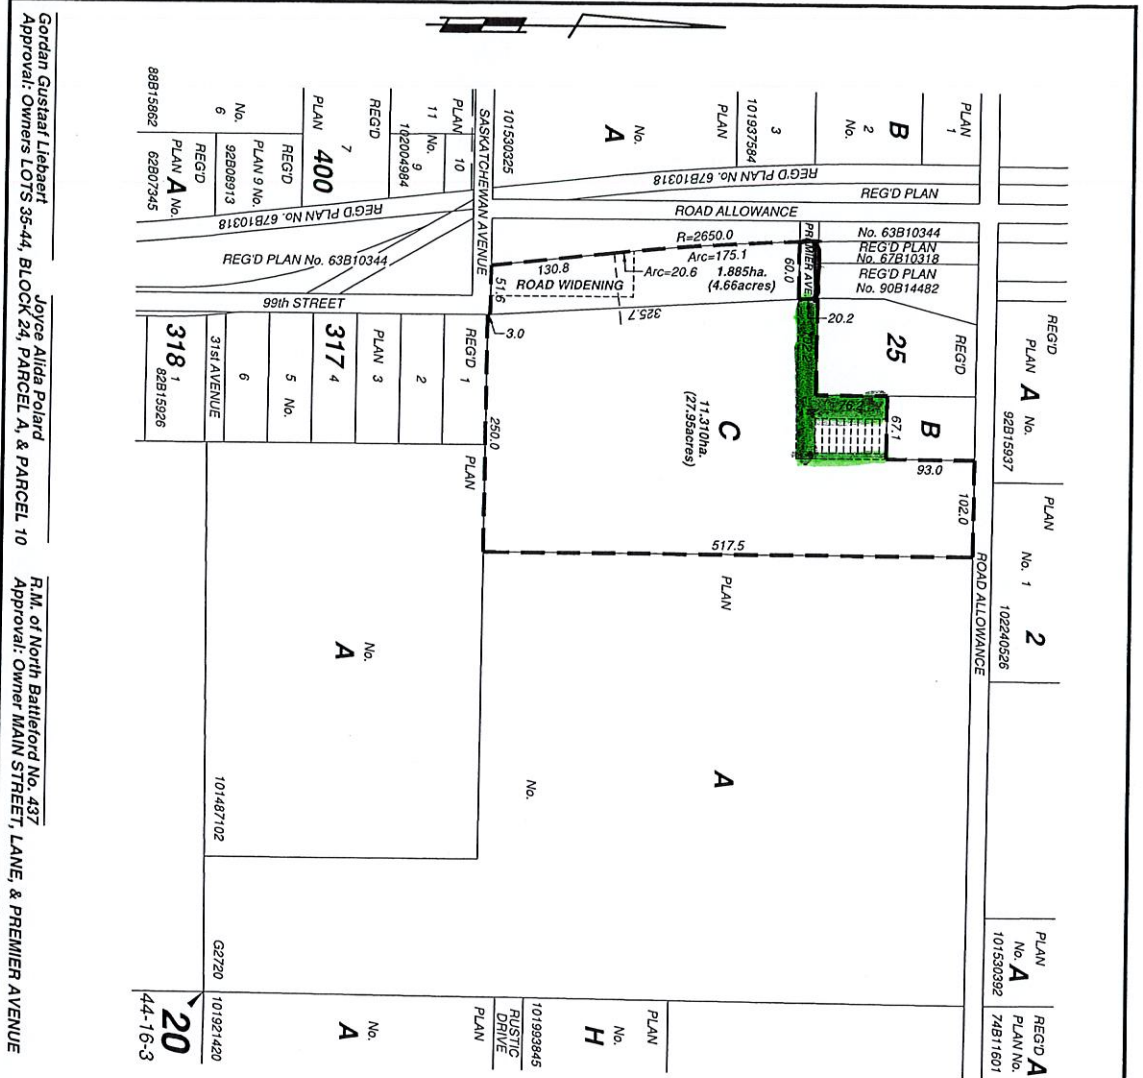 PLAN
1
B
2
No.
3
101937584
PLAN
No.
A
101530325
SASKATCHEWAN AVENUE
PLAN 10
11 No. 9
102004984
REG'D
7
PLAN 400
REG'D
No. PLAN 9 No.
6 92B08913
REG'D
PLAN A No.
88B15862 62B07345
REG'D PLAN No. 67B10318
REG'D PLAN
ROAD ALLOWANCE
REG'D PLAN No. 67B10318
REG'D PLAN No. 63B10344
99th STREET
No. 63B10344
REG'D PLAN
No. 67B10318
REG'D PLAN
No. 90B14482
PREMIER AVE.
R=2650.0
Arc=175.1
Arc=20.6
1.885ha.
(4.66acres)
60.0
130.8
ROAD WIDENING
51.6
325.7
3.0
20.2
25
REG'D
B
67.1
76.2
93.0
102.0
C
11.310ha.
(27.95acres)
250.0
517.5
ROAD ALLOWANCE
REG'D
PLAN A No.
92B15937
PLAN
No. 1 2
102240526
REG'D 1
2
PLAN 3
317 4
5 No.
6
31st AVENUE
318 1
82B15926
PLAN
No.
A
101487102
PLAN
A
No.
G2720
PLAN
No. A
101530392
REG'D A
PLAN No.
74B11601
PLAN
No.
H
101993845
RUSTIC
DRIVE
PLAN
No.
A
101921420
20
44-16-3
Gordan Gustaaf Liebaert
Joyce Alida Polard
Approval: Owners LOTS 35-44, BLOCK 24, PARCEL A, & PARCEL 10
R.M. of North Battleford No. 437
Approval: Owner MAIN STREET, LANE, & PREMIER AVENUE